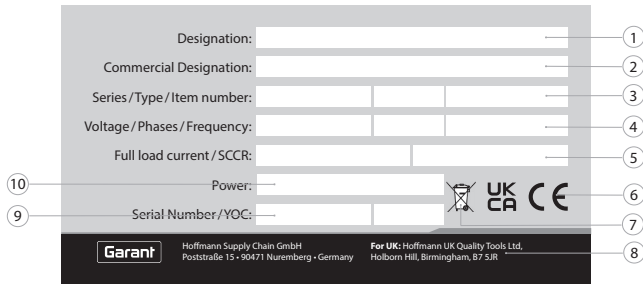 Designation:
1
Commercial Designation:
2
Series/Type/Item number:
3
Voltage/Phases/Frequency:
4
Full load current/SCCR:
5
10
Power:
UK
CA
CE
6
9
Serial Number/YOC:
7
Garant
Hoffmann Supply Chain GmbH
Poststraße 15 • 90471 Nuremberg • Germany
For UK: Hoffmann UK Quality Tools Ltd,
Holborn Hill, Birmingham, B7 5JR
8